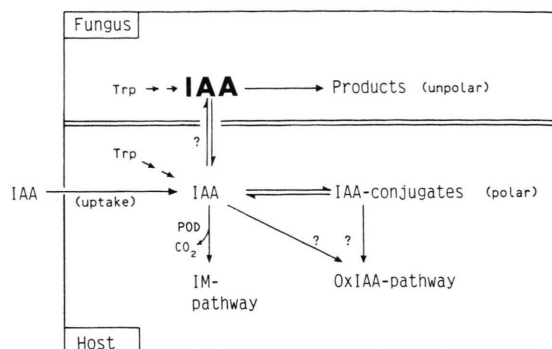 Fungus
Trp IAA Products (unpolar)
?
Trp
IAA (uptake) IAA IAA-conjugates (polar)
POD
CO2
? ?
IM- OxIAA-pathway
pathway
Host